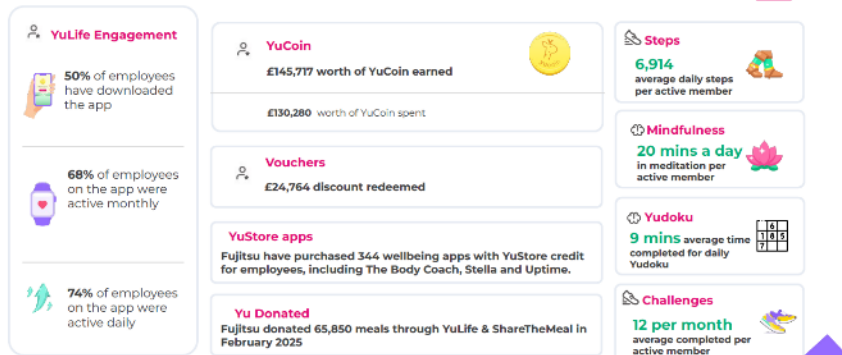 YuLife Engagement
50% of employees
have downloaded
the app
68% of employees
on the app were
active monthly
74% of employees
on the app were
active daily
YuCoin
£145,717 worth of YuCoin earned
£130,280 worth of YuCoin spent
Vouchers
£24,764 discount redeemed
YuStore apps
Fujitsu have purchased 344 wellbeing apps with YuStore credit
for employees, including The Body Coach, Stella and Uptime.
Yu Donated
Fujitsu donated 65,850 meals through YuLife & ShareTheMeal in
February 2025
Steps
6,914
average daily steps
per active member
Mindfulness
20 mins a day
in meditation per
active member
Yudoku
9 mins average time
completed for daily
Yudoku
6
1 8 5
7
Challenges
12 per month
average completed per
active member